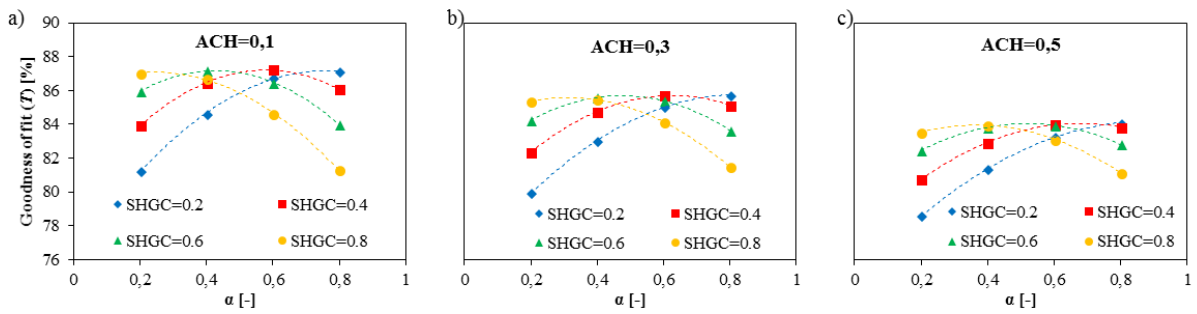 a)
ACH=0,1
Goodness of fit (T) [%]
90
88
86
84
82
80
78
76
SHGC=0.2
SHGC=0.4
SHGC=0.6
SHGC=0.8
0 0,2 0,4 0,6 0,8 1
α [-]
b)
ACH=0,3
SHGC=0.2
SHGC=0.4
SHGC=0.6
SHGC=0.8
0 0,2 0,4 0,6 0,8 1
α [-]
c)
ACH=0,5
SHGC=0.2
SHGC=0.4
SHGC=0.6
SHGC=0.8
0 0,2 0,4 0,6 0,8 1
α [-]